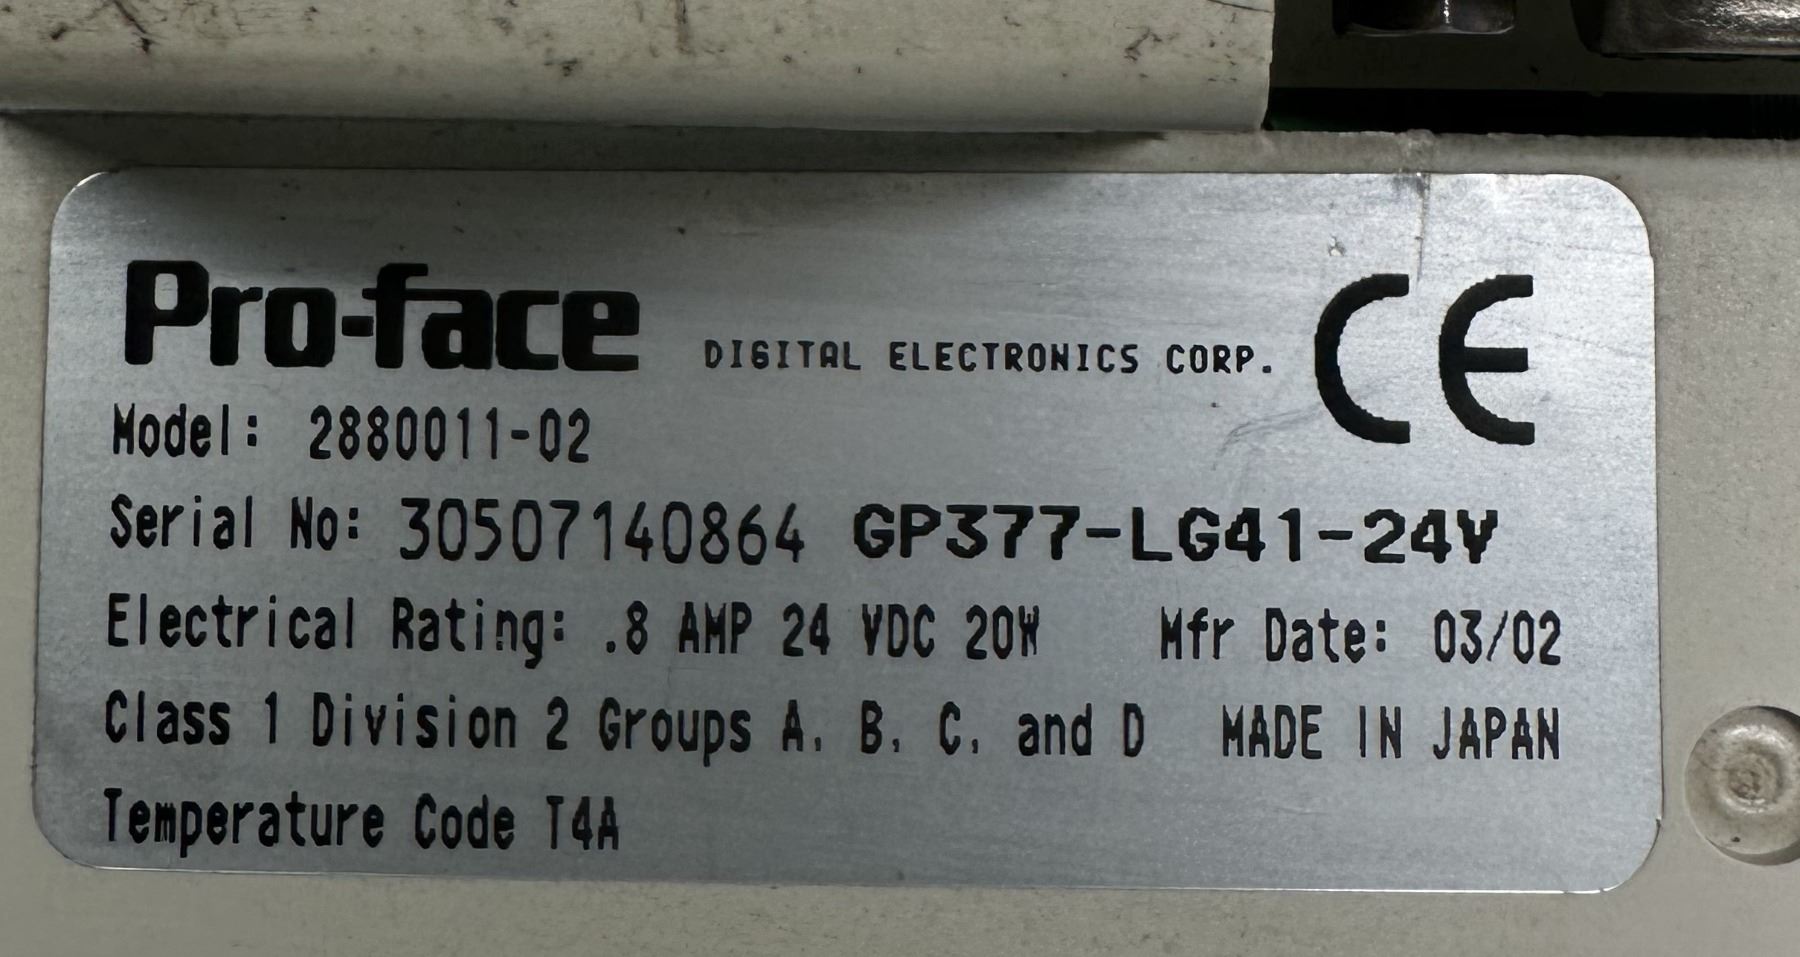 Pro-face DIGITAL ELECTRONICS CORP. CE
Model: 2880011-02
Serial No: 30507140864 GP377-LG41-24V
Electrical Rating: .8 AMP 24 VDC 20W Mfr Date: 03/02
Class 1 Division 2 Groups A, B, C, and D MADE IN JAPAN
Temperature Code T4A